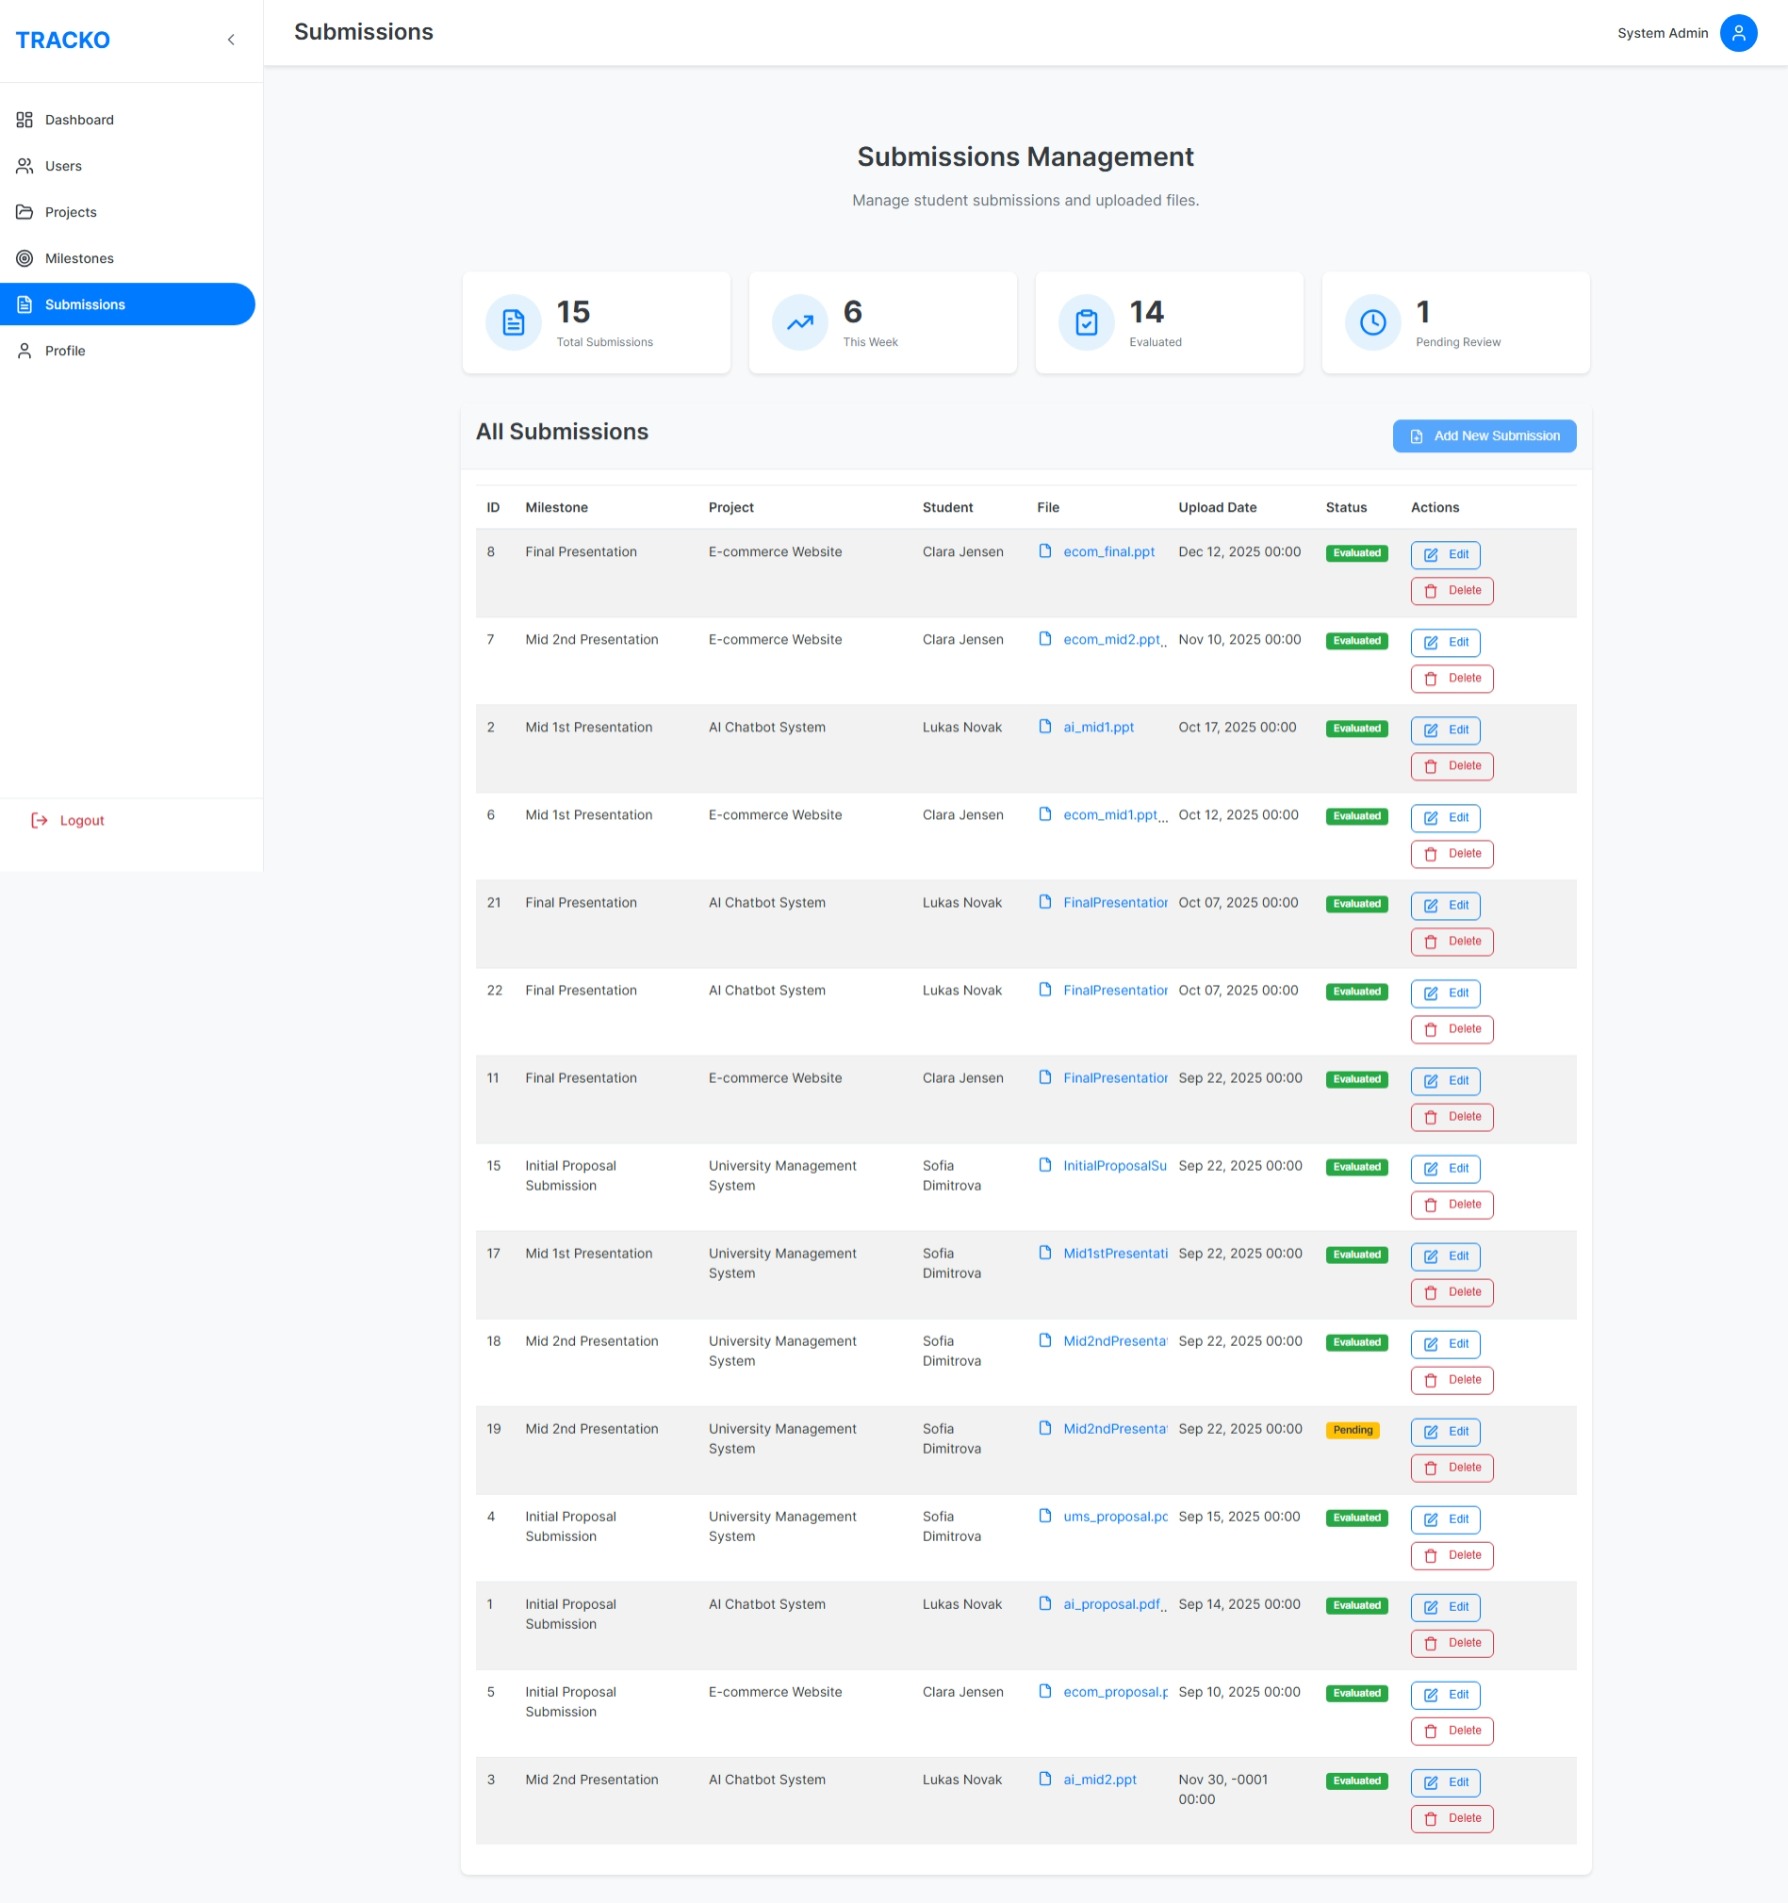 TRACKO
Submissions
System Admin
Dashboard
Users
Projects
Milestones
Submissions
Profile
Logout
Submissions Management
Manage student submissions and uploaded files.
15
Total Submissions
6
This Week
14
Evaluated
1
Pending Review
All Submissions
Add New Submission
ID Milestone Project Student File Upload Date Status Actions
8 Final Presentation E-commerce Website Clara Jensen ecom_final.ppt Dec 12, 2025 00:00 Evaluated Edit
Delete
7 Mid 2nd Presentation E-commerce Website Clara Jensen ecom_mid2.ppt.. Nov 10, 2025 00:00 Evaluated Edit
Delete
2 Mid 1st Presentation AI Chatbot System Lukas Novak ai_mid1.ppt Oct 17, 2025 00:00 Evaluated Edit
Delete
6 Mid 1st Presentation E-commerce Website Clara Jensen ecom_mid1.ppt... Oct 12, 2025 00:00 Evaluated Edit
Delete
21 Final Presentation AI Chatbot System Lukas Novak FinalPresentation Oct 07, 2025 00:00 Evaluated Edit
Delete
22 Final Presentation AI Chatbot System Lukas Novak FinalPresentation Oct 07, 2025 00:00 Evaluated Edit
Delete
11 Final Presentation E-commerce Website Clara Jensen FinalPresentation Sep 22, 2025 00:00 Evaluated Edit
Delete
15 Initial Proposal University Management Sofia InitialProposalSu Sep 22, 2025 00:00 Evaluated Edit
Submission System Dimitrova Delete
17 Mid 1st Presentation University Management Sofia Mid1stPresentati Sep 22, 2025 00:00 Evaluated Edit
System Dimitrova Delete
18 Mid 2nd Presentation University Management Sofia Mid2ndPresentat Sep 22, 2025 00:00 Evaluated Edit
System Dimitrova Delete
19 Mid 2nd Presentation University Management Sofia Mid2ndPresentat Sep 22, 2025 00:00 Pending Edit
System Dimitrova Delete
4 Initial Proposal University Management Sofia ums_proposal.pd Sep 15, 2025 00:00 Evaluated Edit
Submission System Dimitrova Delete
1 Initial Proposal AI Chatbot System Lukas Novak ai_proposal.pdf.. Sep 14, 2025 00:00 Evaluated Edit
Submission Delete
5 Initial Proposal E-commerce Website Clara Jensen ecom_proposal.p Sep 10, 2025 00:00 Evaluated Edit
Submission Delete
3 Mid 2nd Presentation AI Chatbot System Lukas Novak ai_mid2.ppt Nov 30, -0001 Evaluated Edit
00:00 Delete